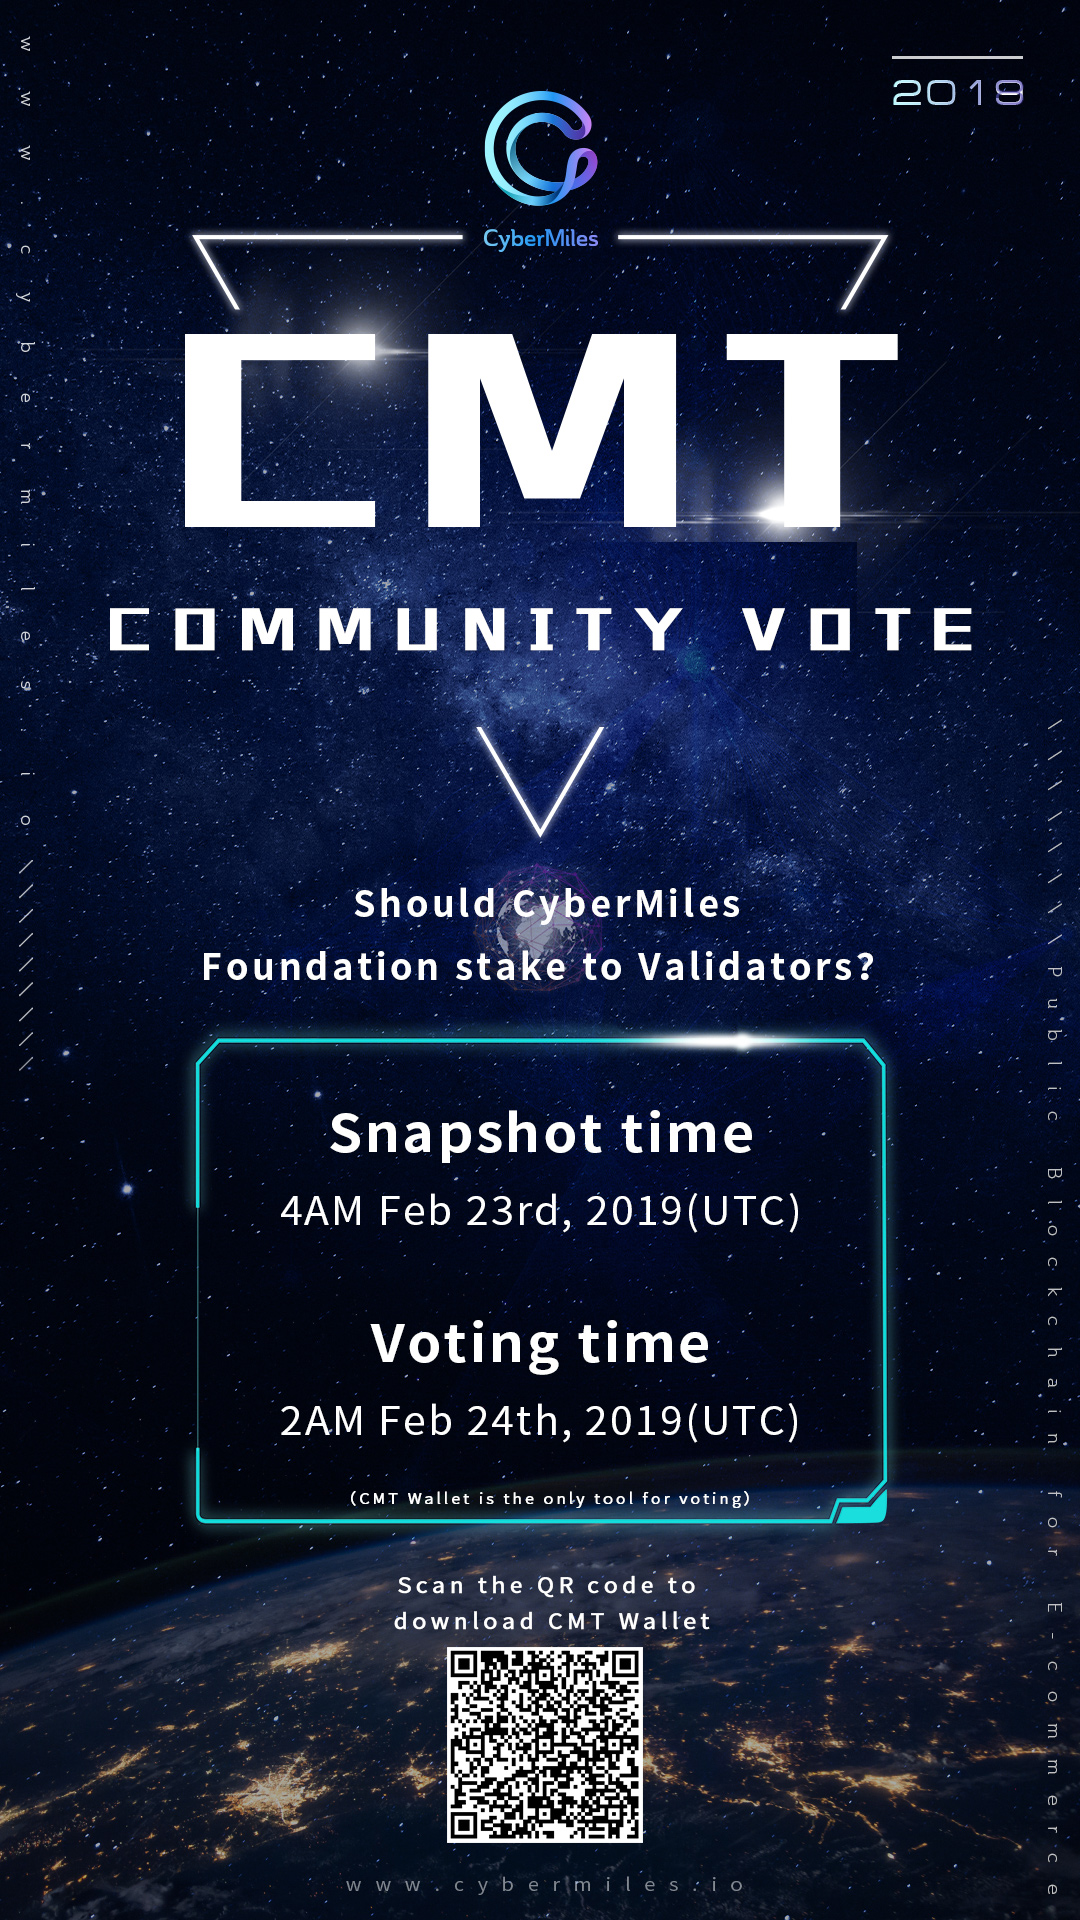 2019
CyberMiles
CMT
COMMUNITY VOTE
Should CyberMiles
Foundation stake to Validators?
Snapshot time
4AM Feb 23rd, 2019(UTC)
Voting time
2AM Feb 24th, 2019(UTC)
(CMT Wallet is the only tool for voting)
Scan the QR code to
download CMT Wallet
www.cybermiles.io
www.cybermiles.io
Public Blockchain for E-commerce